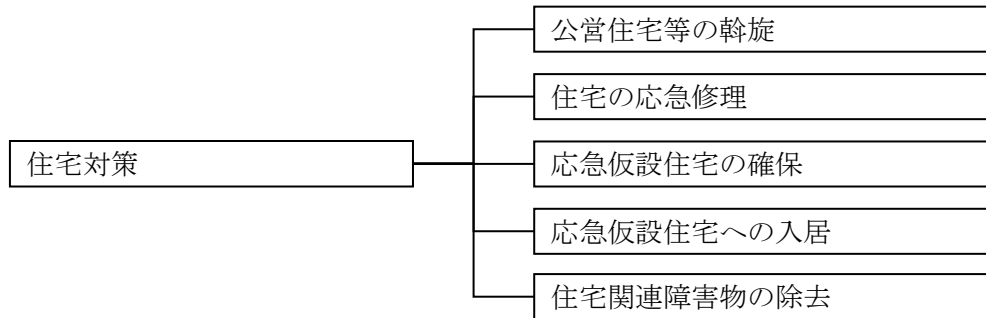 住宅対策
公営住宅等の斡旋
住宅の応急修理
応急仮設住宅の確保
応急仮設住宅への入居
住宅関連障害物の除去